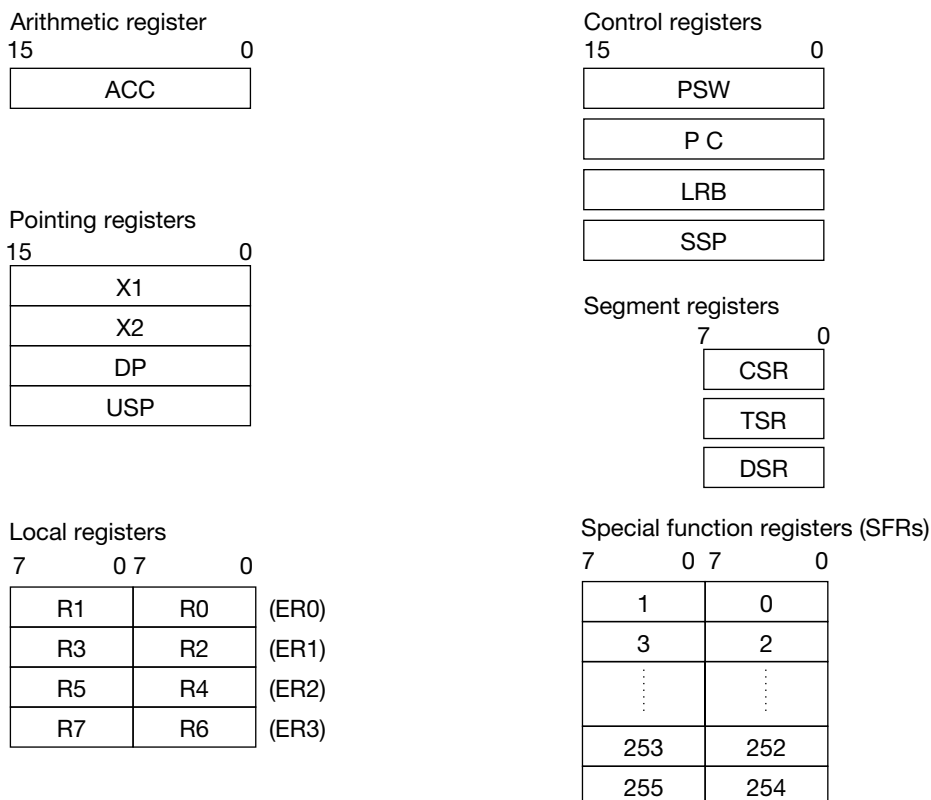 Arithmetic register
15 0
ACC
Pointing registers
15 0
X1
X2
DP
USP
Local registers
7 0 7 0
R1 R0 (ER0)
R3 R2 (ER1)
R5 R4 (ER2)
R7 R6 (ER3)
Control registers
15 0
PSW
P C
LRB
SSP
Segment registers
7 0
CSR
TSR
DSR
Special function registers (SFRs)
7 0 7 0
1 0
3 2
253 252
255 254